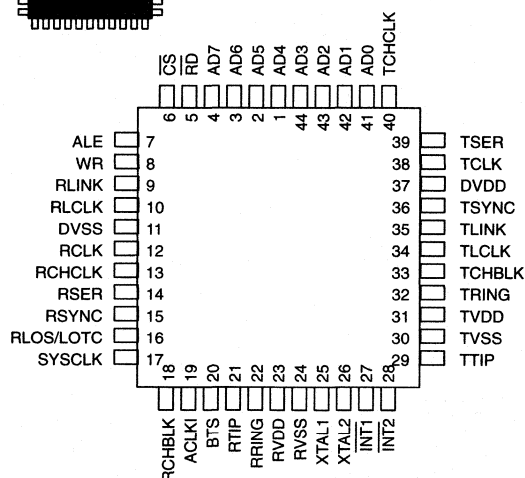 CS RD AD7 AD6 AD5 AD4 AD3 AD2 AD1 AD0 TCHCLK
6 5 4 3 2 1 44 43 42 41 40
ALE 7 39 TSER
WR 8 38 TCLK
RLINK 9 37 DVDD
RLCLK 10 36 TSYNC
DVSS 11 35 TLINK
RCLK 12 34 TLCLK
RCHCLK 13 33 TCHBLK
RSER 14 32 TRING
RSYNC 15 31 TVDD
RLOS/LOTC 16 30 TVSS
SYSCLK 17 29 TTIP
18 19 20 21 22 23 24 25 26 27 28
RCHBLK ACLKI BTS RTIP RRING RVDD RVSS XTAL1 XTAL2 INT1 INT2